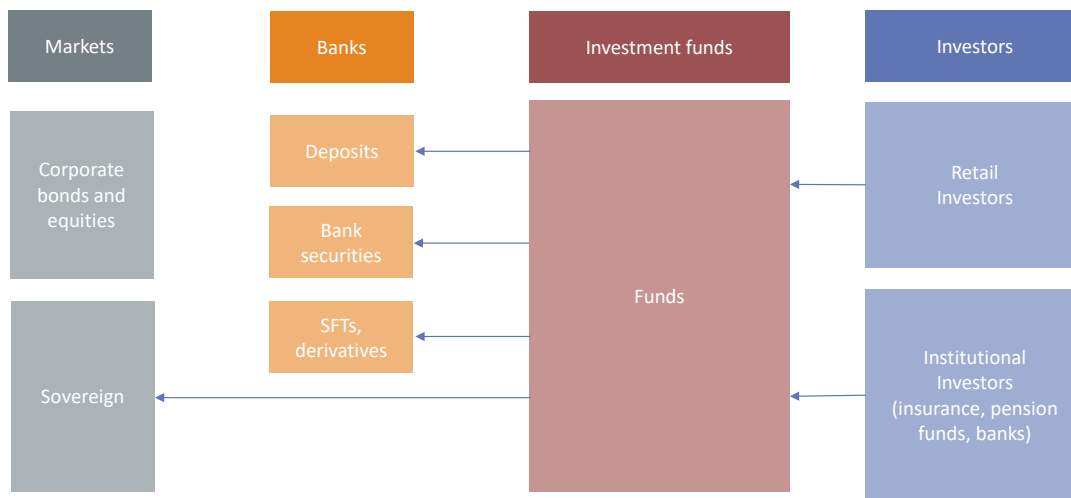 Markets
Banks
Investment funds
Investors
Corporate
bonds and
equities
Sovereign
Deposits
Bank
securities
SFTs,
derivatives
Funds
Retail
Investors
Institutional
Investors
(insurance, pension
funds, banks)